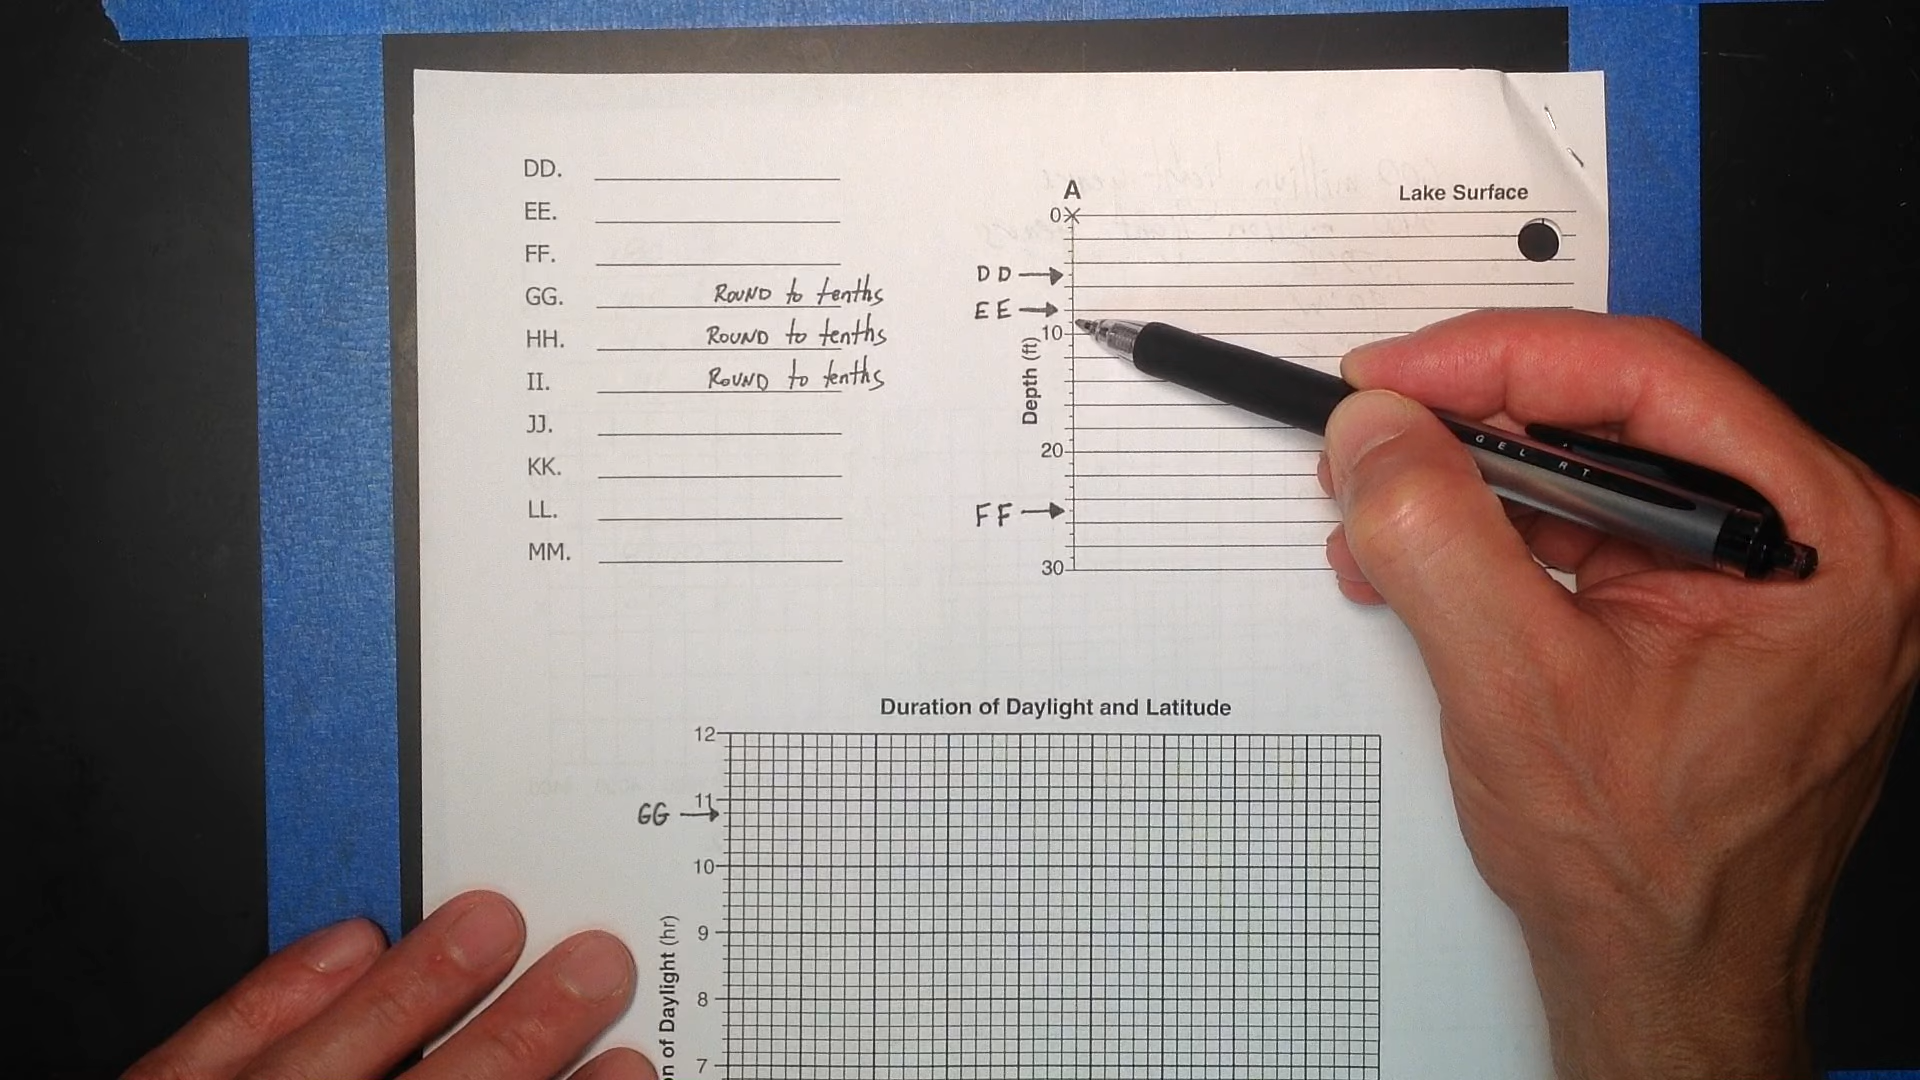 DD.
EE.
FF.
GG. ROUND to tenths
HH. ROUND to tenths
II. ROUND to tenths
JJ.
KK.
LL.
MM.
A
Lake Surface
0
DD
EE
10
Depth (ft)
20
FF
30
GEL RT
Duration of Daylight and Latitude
12
11
GG
10
9
8
7
of Daylight (hr)